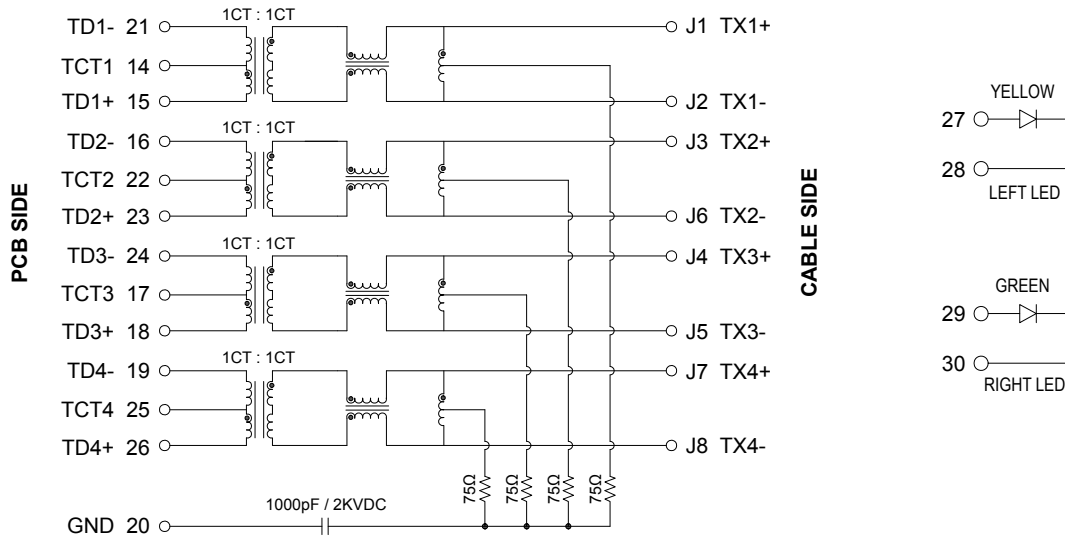 1CT : 1CT
TD1- 21
J1 TX1+
TCT1 14
TD1+ 15
J2 TX1-
1CT : 1CT
TD2- 16
J3 TX2+
TCT2 22
TD2+ 23
J6 TX2-
1CT : 1CT
TD3- 24
J4 TX3+
TCT3 17
TD3+ 18
J5 TX3-
1CT : 1CT
TD4- 19
J7 TX4+
TCT4 25
TD4+ 26
J8 TX4-
75Ω
75Ω
75Ω
75Ω
1000pF / 2KVDC
GND 20
PCB SIDE
CABLE SIDE
YELLOW
27
28
LEFT LED
GREEN
29
30
RIGHT LED